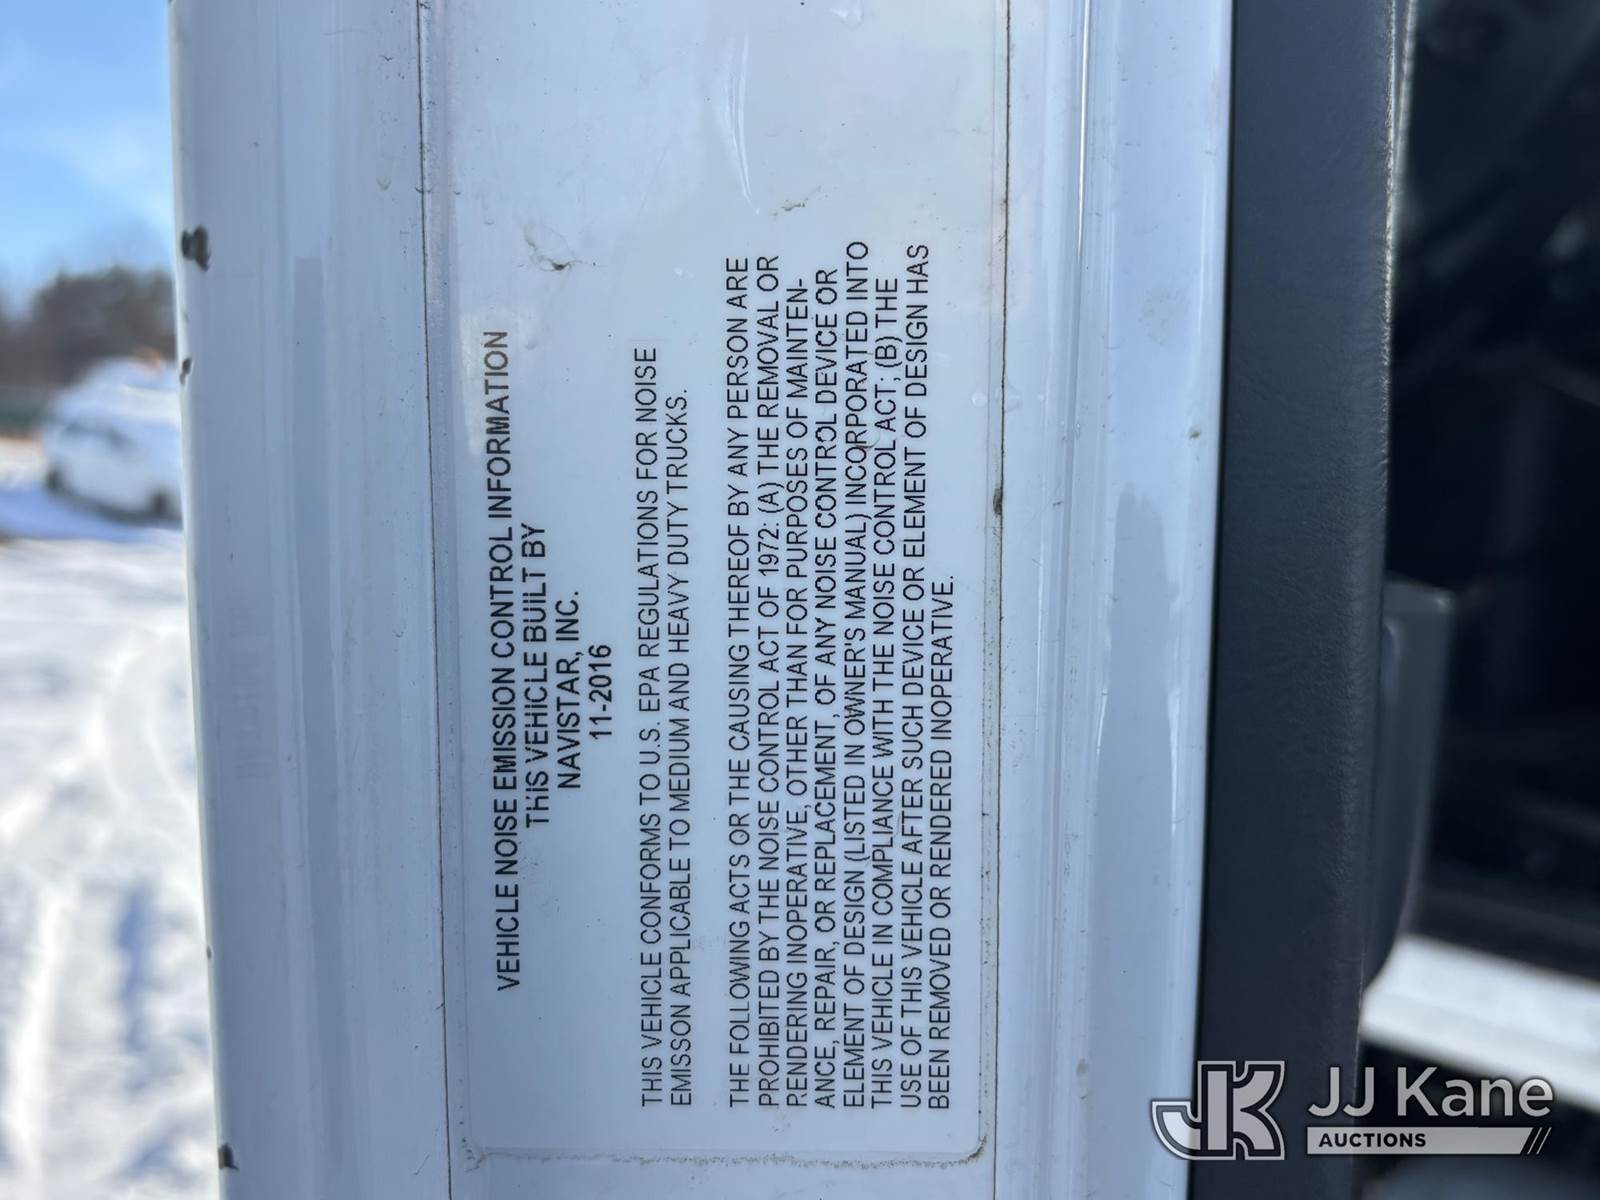 VEHICLE NOISE EMISSION CONTROL INFORMATION
THIS VEHICLE BUILT BY
NAVISTAR, INC.
11-2016
THIS VEHICLE CONFORMS TO U.S. EPA REGULATIONS FOR NOISE
EMISSON APPLICABLE TO MEDIUM AND HEAVY DUTY TRUCKS.
THE FOLLOWING ACTS OR THE CAUSING THEREOF BY ANY PERSON ARE
PROHIBITED BY THE NOISE CONTROL ACT OF 1972: (A) THE REMOVAL OR
RENDERING INOPERATIVE, OTHER THAN FOR PURPOSES OF MAINTEN-
ANCE, REPAIR, OR REPLACEMENT, OF ANY NOISE CONTROL DEVICE OR
ELEMENT OF DESIGN (LISTED IN OWNER'S MANUAL) INCORPORATED INTO
THIS VEHICLE IN COMPLIANCE WITH THE NOISE CONTROL ACT; (B) THE
USE OF THIS VEHICLE AFTER SUCH DEVICE OR ELEMENT OF DESIGN HAS
BEEN REMOVED OR RENDERED INOPERATIVE.
JK JJ Kane
AUCTIONS